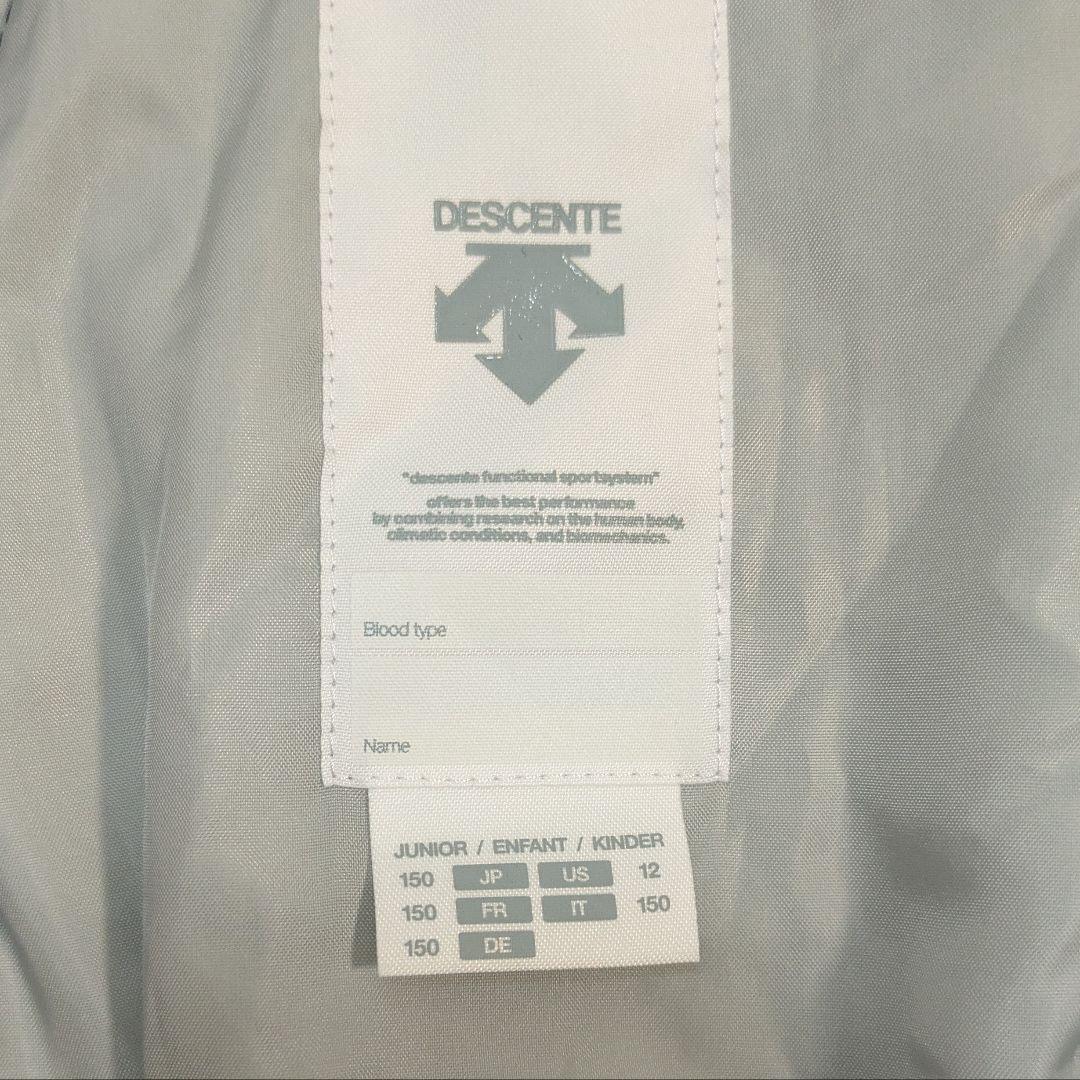 DESCENTE
"descente functional sportsystem"
offers the best performance
by combining research on the human body,
climatic conditions, and biomechanics.
Blood type
Name
JUNIOR / ENFANT / KINDER
150 JP US 12
150 FR IT 150
150 DE